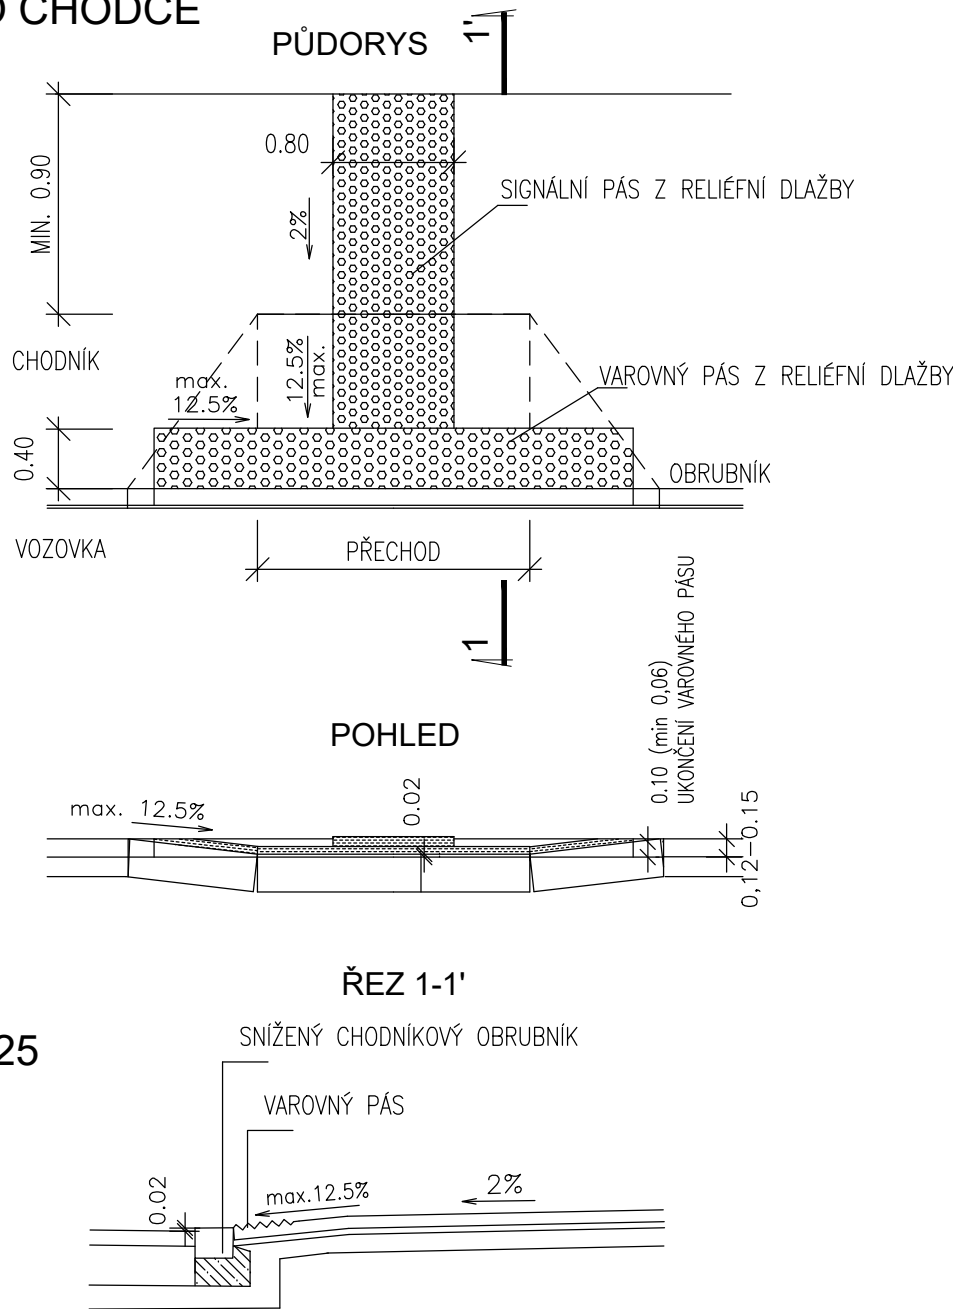 O CHODCE
PŮDORYS
1'
0.80
MIN. 0.90
SIGNÁLNÍ PÁS Z RELIÉFNÍ DLAŽBY
2%
CHODNÍK
max.
12.5%
12.5%
max.
VAROVNÝ PÁS Z RELIÉFNÍ DLAŽBY
0.40
OBRUBNÍK
VOZOVKA
PŘECHOD
1
0.10 (min 0,06)
UKONČENÍ VAROVNÉHO PÁSU
POHLED
max. 12.5%
0.02
0,12-0.15
ŘEZ 1-1'
25
SNÍŽENÝ CHODNÍKOVÝ OBRUBNÍK
VAROVNÝ PÁS
0.02
max.12.5%
2%